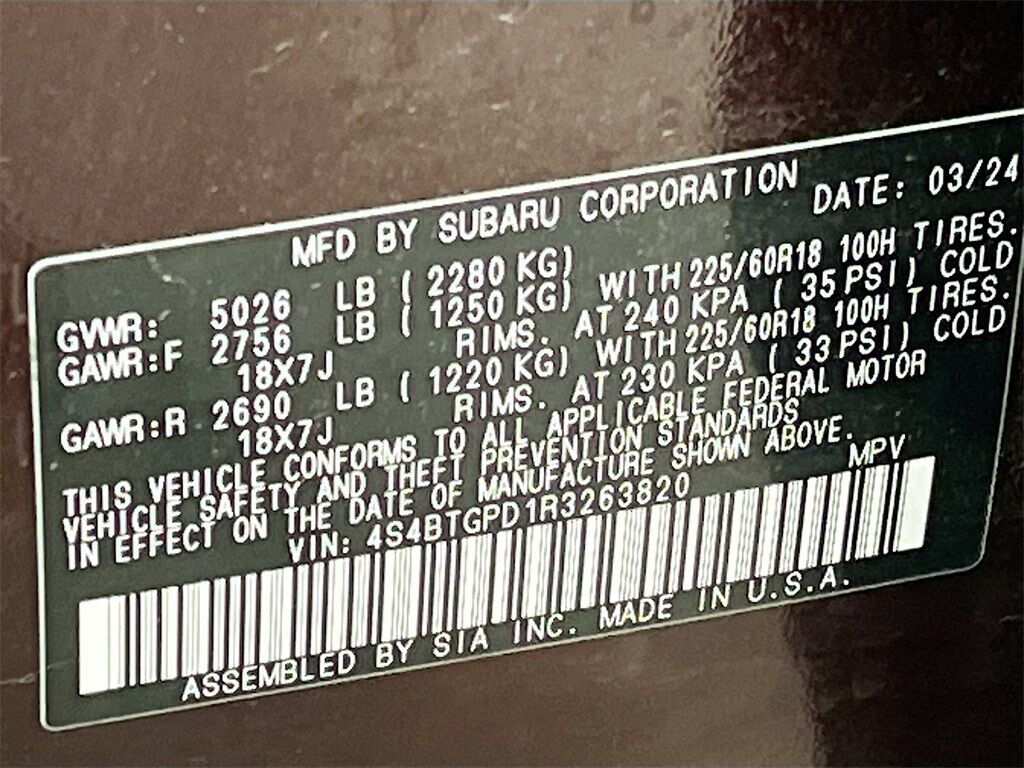 MFD BY SUBARU CORPORATION DATE: 03/24
GVWR: 5026 LB ( 2280 KG)
GAWR:F 2756 LB ( 1250 KG) WITH 225/60R18 100H TIRES.
18X7J RIMS. AT 240 KPA ( 35 PSI) COLD
GAWR:R 2690 LB ( 1220 KG) WITH 225/60R18 100H TIRES.
18X7J RIMS. AT 230 KPA ( 33 PSI) COLD
THIS VEHICLE CONFORMS TO ALL APPLICABLE FEDERAL MOTOR
VEHICLE SAFETY AND THEFT PREVENTION STANDARDS
IN EFFECT ON THE DATE OF MANUFACTURE SHOWN ABOVE.
VIN: 4S4BTGPD1R3263820 MPV
ASSEMBLED BY SIA INC. MADE IN U.S.A.